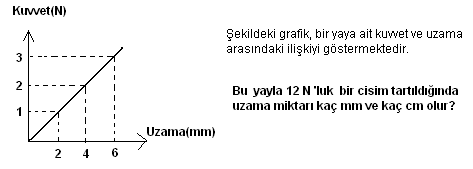 Kuvvet(N)
3
2
1
2 4 6
Uzama(mm)
Şekildeki grafik, bir yaya ait kuvvet ve uzama
arasındaki ilişkiyi göstermektedir.
Bu yayla 12 N 'luk bir cisim tartıldığında
uzama miktarı kaç mm ve kaç cm olur?